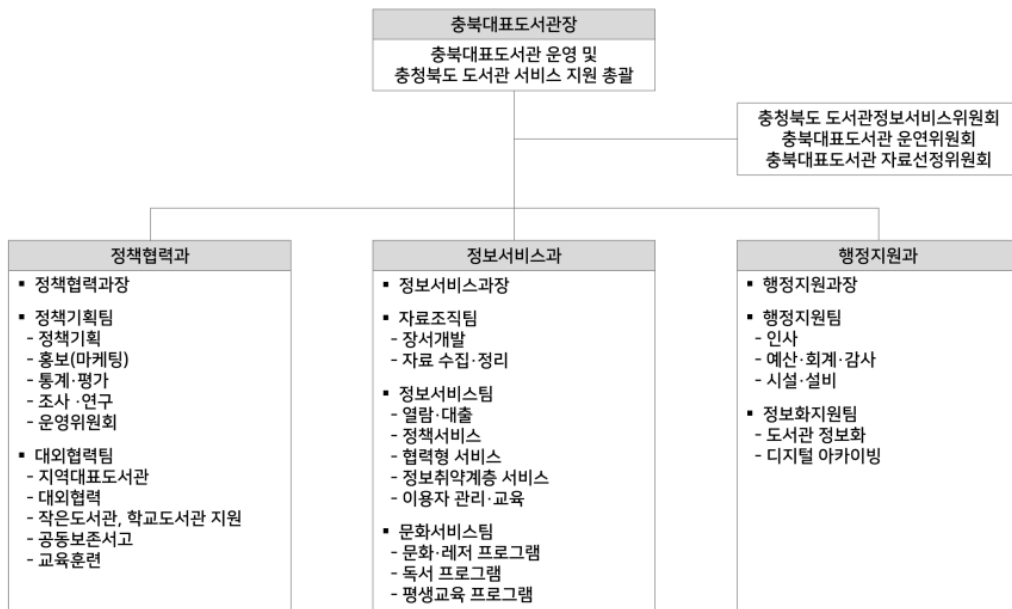 충북대표도서관장
충북대표도서관 운영 및
충청북도 도서관 서비스 지원 총괄
충청북도 도서관정보서비스위원회
충북대표도서관 운연위원회
충북대표도서관 자료선정위원회
정책협력과
▪ 정책협력과장
▪ 정책기획팀
- 정책기획
- 홍보(마케팅)
- 통계·평가
- 조사 ·연구
- 운영위원회
▪ 대외협력팀
- 지역대표도서관
- 대외협력
- 작은도서관, 학교도서관 지원
- 공동보존서고
- 교육훈련
정보서비스과
▪ 정보서비스과장
▪ 자료조직팀
- 장서개발
- 자료 수집·정리
▪ 정보서비스팀
- 열람·대출
- 정책서비스
- 협력형 서비스
- 정보취약계층 서비스
- 이용자 관리·교육
▪ 문화서비스팀
- 문화·레저 프로그램
- 독서 프로그램
- 평생교육 프로그램
행정지원과
▪ 행정지원과장
▪ 행정지원팀
- 인사
- 예산·회계·감사
- 시설·설비
▪ 정보화지원팀
- 도서관 정보화
- 디지털 아카이빙